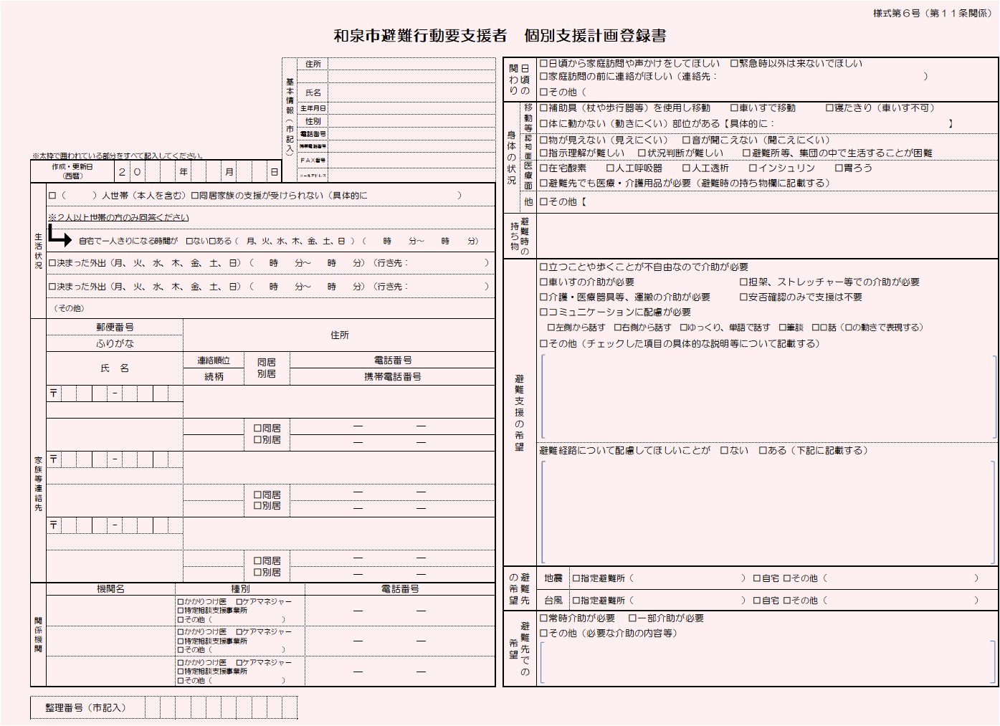 様式第６号（第１１条関係）
和泉市避難行動要支援者　個別支援計画登録書
基本情報（市記入）
住所
氏名
生年月日
性別
電話番号
携帯電話番号
ＦＡＸ番号
メールアドレス
※太枠で囲われている部分をすべて記入してください。
作成・更新日
（西暦）
２０　　年　　月　　日
生活状況
□（　　　）人世帯（本人を含む）□同居家族の支援が受けられない（具体的に　　　　　　　　　　）
※２人以上世帯の方のみ回答ください
自宅で一人きりになる時間が　□ない□ある（　月、火、水、木、金、土、日　）（　　時　　分～　　時　　分）
□決まった外出（月、火、水、木、金、土、日）（　　時　　分～　　時　　分）（行き先：　　　　　　　　）
□決まった外出（月、火、水、木、金、土、日）（　　時　　分～　　時　　分）（行き先：　　　　　　　　）
（その他）
家族等連絡先
郵便番号
ふりがな
住所
氏　名
連絡順位
続柄
同居
別居
電話番号
携帯電話番号
〒　　　－
□同居
□別居
―　　　―
―　　　―
〒　　　－
□同居
□別居
―　　　―
―　　　―
〒　　　－
□同居
□別居
―　　　―
―　　　―
関係機関
機関名　種別　電話番号
□かかりつけ医　□ケアマネジャー
□特定相談支援事業所
□その他（　　　　　　　　）
―　　　―
□かかりつけ医　□ケアマネジャー
□特定相談支援事業所
□その他（　　　　　　　　）
―　　　―
□かかりつけ医　□ケアマネジャー
□特定相談支援事業所
□その他（　　　　　　　　）
―　　　―
整理番号（市記入）
日頃の関わり
□日頃から家庭訪問や声かけをしてほしい　□緊急時以外は来ないでほしい
□家庭訪問の前に連絡がほしい（連絡先：　　　　　　　　　　　　　　　　　　　　　　）
□その他（
身体の状況
移動等
□補助具（杖や歩行器等）を使用し移動　　□車いすで移動　　　□寝たきり（車いす不可）
□体に動かない（動きにくい）部位がある【具体的に：　　　　　　　　　　　　　　　　　　】
認知面
□物が見えない（見えにくい）　□音が聞こえない（聞こえにくい）
□指示理解が難しい　□状況判断が難しい　　□避難所等、集団の中で生活することが困難
医療面
□在宅酸素　　□人工呼吸器　　□人工透析　　□インシュリン　　□胃ろう
□避難先でも医療・介護用品が必要（避難時の持ち物欄に記載する）
他
□その他【
避難時の持ち物
避難支援の希望
□立つことや歩くことが不自由なので介助が必要
□車いすの介助が必要　　　　　　　　　　　□担架、ストレッチャー等での介助が必要
□介護・医療器具等、運搬の介助が必要　　　□安否確認のみで支援は不要
□コミュニケーションに配慮が必要
□左側から話す　□右側から話す　□ゆっくり、単語で話す　□筆談　□口話（口の動きで表現する）
□その他（チェックした項目の具体的な説明等について記載する）
避難経路について配慮してほしいことが　□ない　□ある（下記に記載する）
避難先の希望
地震　□指定避難所（　　　　　　　　　　　）　□自宅 □その他（　　　　　　　　　　　　　　　）
台風　□指定避難所（　　　　　　　　　　　）　□自宅 □その他（　　　　　　　　　　　　　　　）
避難先での希望
□常時介助が必要　□一部介助が必要
□その他（必要な介助の内容等）